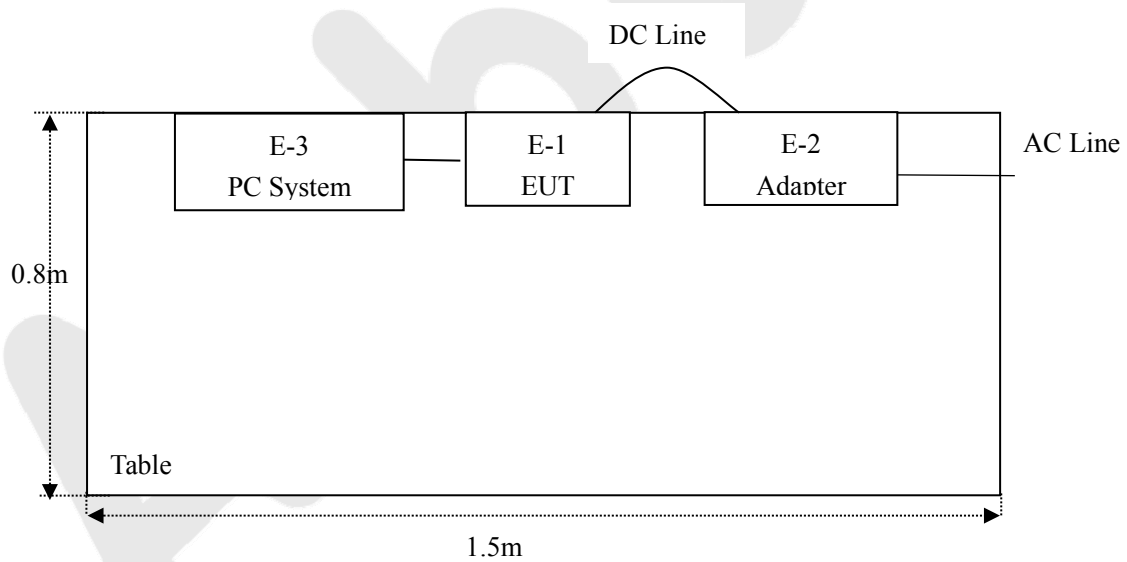 DC Line
E-3
PC System
E-1
EUT
E-2
Adapter
AC Line
0.8m
Table
1.5m